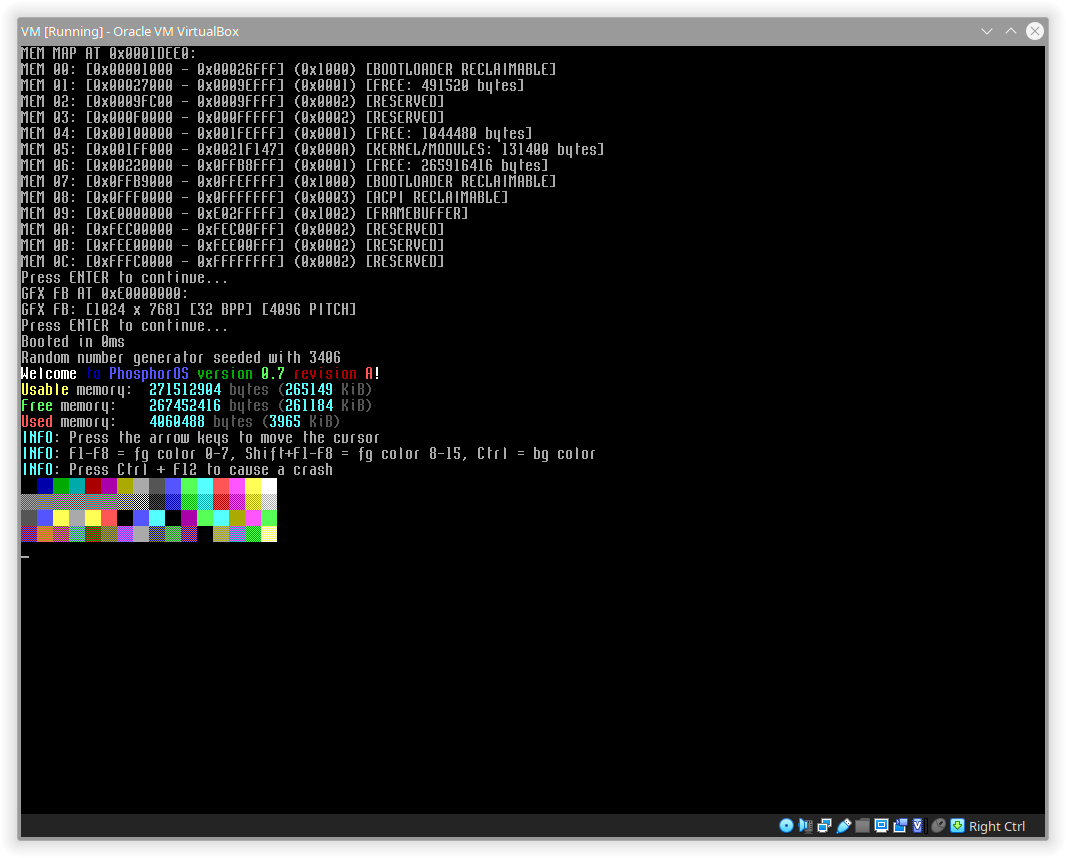 VM [Running] - Oracle VM VirtualBox
MEM MAP AT 0x0001DEE0:
MEM 00: [0x00001000 - 0x00026FFF] (0x1000) [BOOTLOADER RECLAIMABLE]
MEM 01: [0x00027000 - 0x0009EFFF] (0x0001) [FREE: 491520 bytes]
MEM 02: [0x0009FC00 - 0x0009FFFF] (0x0002) [RESERVED]
MEM 03: [0x000F0000 - 0x000FFFFF] (0x0002) [RESERVED]
MEM 04: [0x00100000 - 0x001FEFFF] (0x0001) [FREE: 1044480 bytes]
MEM 05: [0x001FF000 - 0x0021F147] (0x000A) [KERNEL/MODULES: 131400 bytes]
MEM 06: [0x00220000 - 0x0FFB8FFF] (0x0001) [FREE: 265916416 bytes]
MEM 07: [0x0FFB9000 - 0x0FFEFFFF] (0x1000) [BOOTLOADER RECLAIMABLE]
MEM 08: [0x0FFF0000 - 0x0FFFFFFF] (0x0003) [ACPI RECLAIMABLE]
MEM 09: [0xE0000000 - 0xE02FFFFF] (0x1002) [FRAMEBUFFER]
MEM 0A: [0xFEC00000 - 0xFEC00FFF] (0x0002) [RESERVED]
MEM 0B: [0xFEE00000 - 0xFEE00FFF] (0x0002) [RESERVED]
MEM 0C: [0xFFFC0000 - 0xFFFFFFFF] (0x0002) [RESERVED]
Press ENTER to continue...
GFX FB AT 0xE0000000:
GFX FB: [1024 x 768] [32 BPP] [4096 PITCH]
Press ENTER to continue...
Booted in 0ms
Random number generator seeded with 3406
Welcome to PhosphorOS version 0.7 revision A!
Usable memory: 271512904 bytes (265149 KiB)
Free memory: 267452416 bytes (261184 KiB)
Used memory: 4060488 bytes (3965 KiB)
INFO: Press the arrow keys to move the cursor
INFO: F1-F8 = fg color 0-7, Shift+F1-F8 = fg color 8-15, Ctrl = bg color
INFO: Press Ctrl + F12 to cause a crash
Right Ctrl